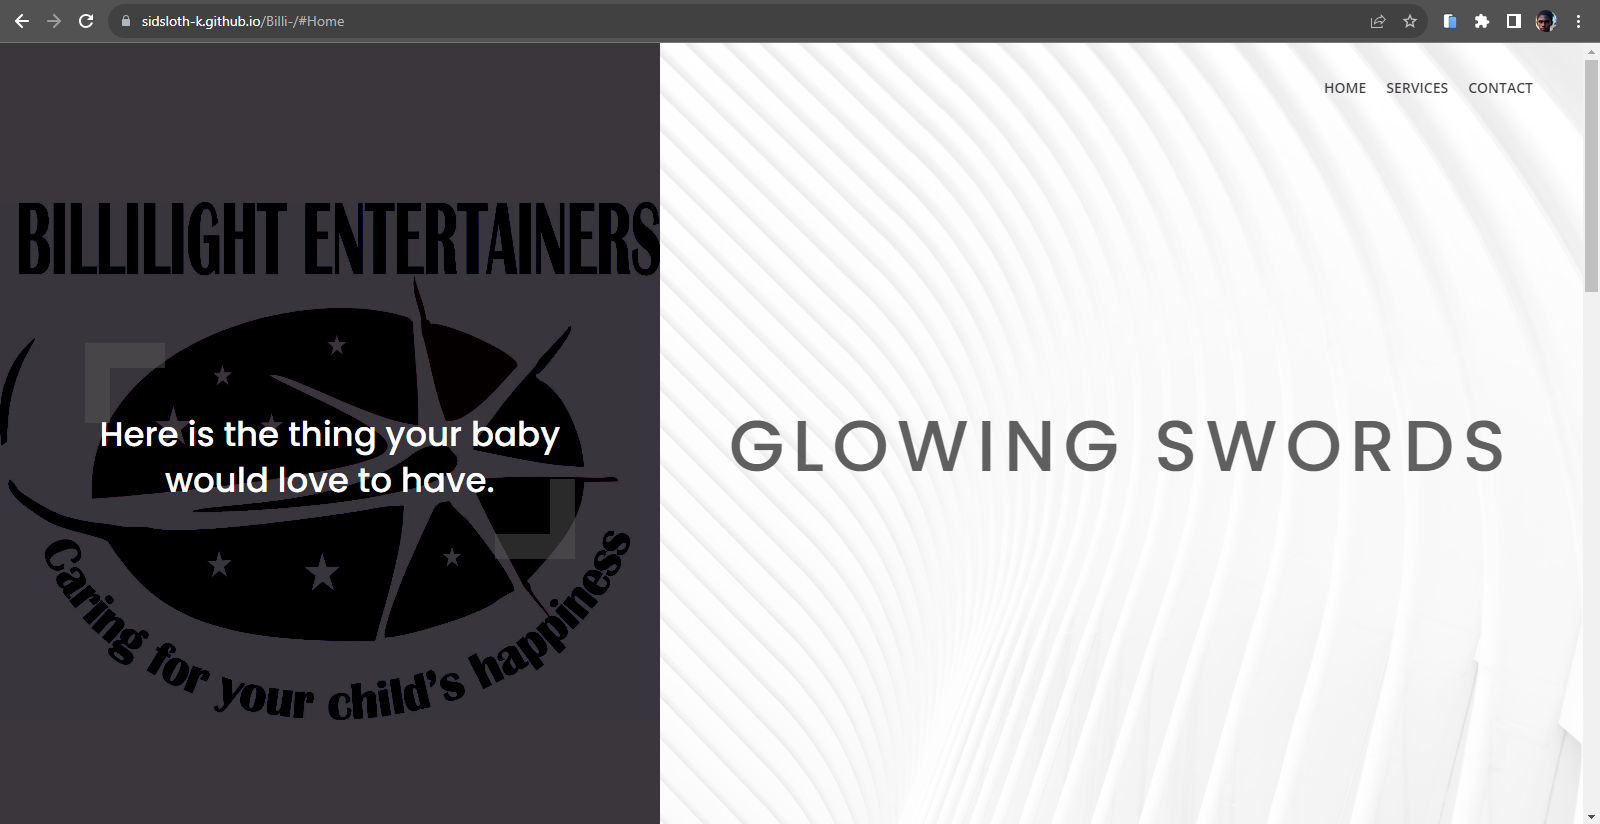 sidsloth-k.github.io/Billi-/#Home
HOME SERVICES CONTACT
BILLILIGHT ENTERTAINERS
Here is the thing your baby
would love to have.
GLOWING SWORDS
Caring for your child's happiness